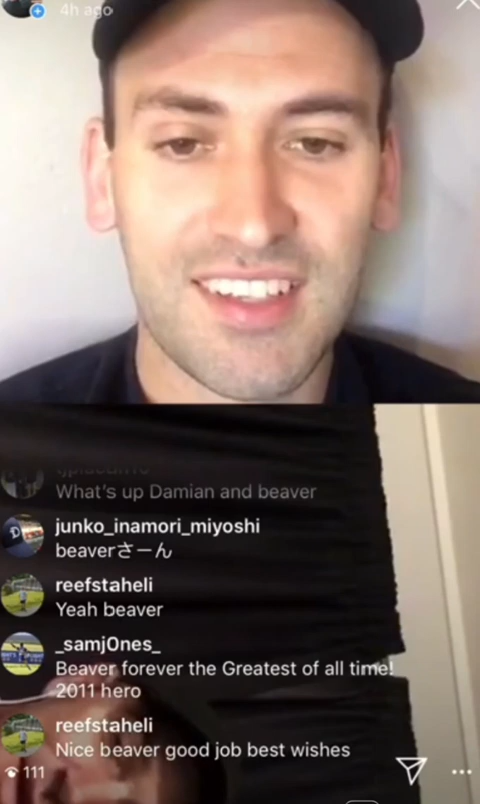 4h ago
What's up Damian and beaver
junko_inamori_miyoshi
beaverさーん
reefstaheli
Yeah beaver
_samj0nes_
Beaver forever the Greatest of all time!
2011 hero
reefstaheli
Nice beaver good job best wishes
111